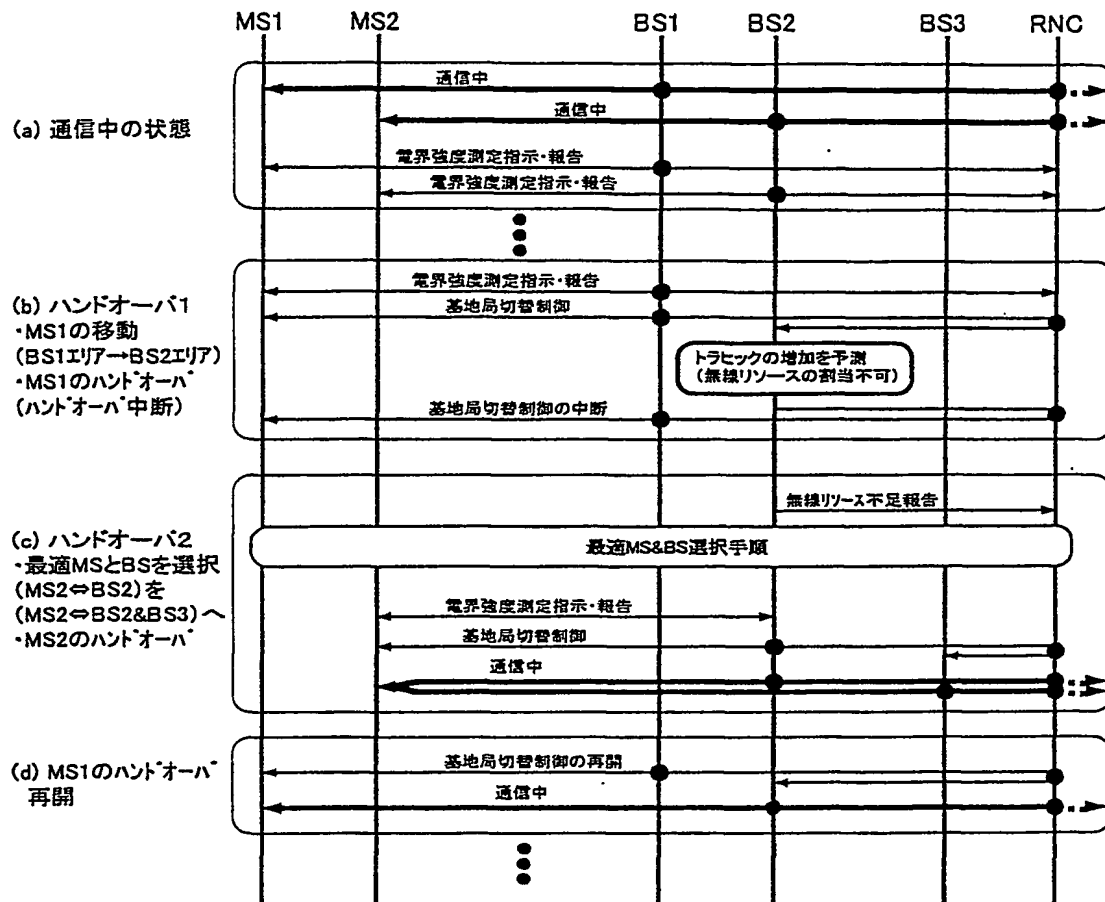 MS1 MS2 BS1 BS2 BS3 RNC
(a) 通信中の状態
通信中
通信中
電界強度測定指示・報告
電界強度測定指示・報告
(b) ハンドオーバ1
・MS1の移動
(BS1エリア→BS2エリア)
・MS1のハンドオーバ
(ハンドオーバ中断)
電界強度測定指示・報告
基地局切替制御
トラヒックの増加を予測
(無線リソースの割当不可)
基地局切替制御の中断
(c) ハンドオーバ2
・最適MSとBSを選択
(MS2⇔BS2)を
(MS2⇔BS2&BS3)へ
・MS2のハンドオーバ
無線リソース不足報告
最適MS&BS選択手順
電界強度測定指示・報告
基地局切替制御
通信中
(d) MS1のハンドオーバ
再開
基地局切替制御の再開
通信中